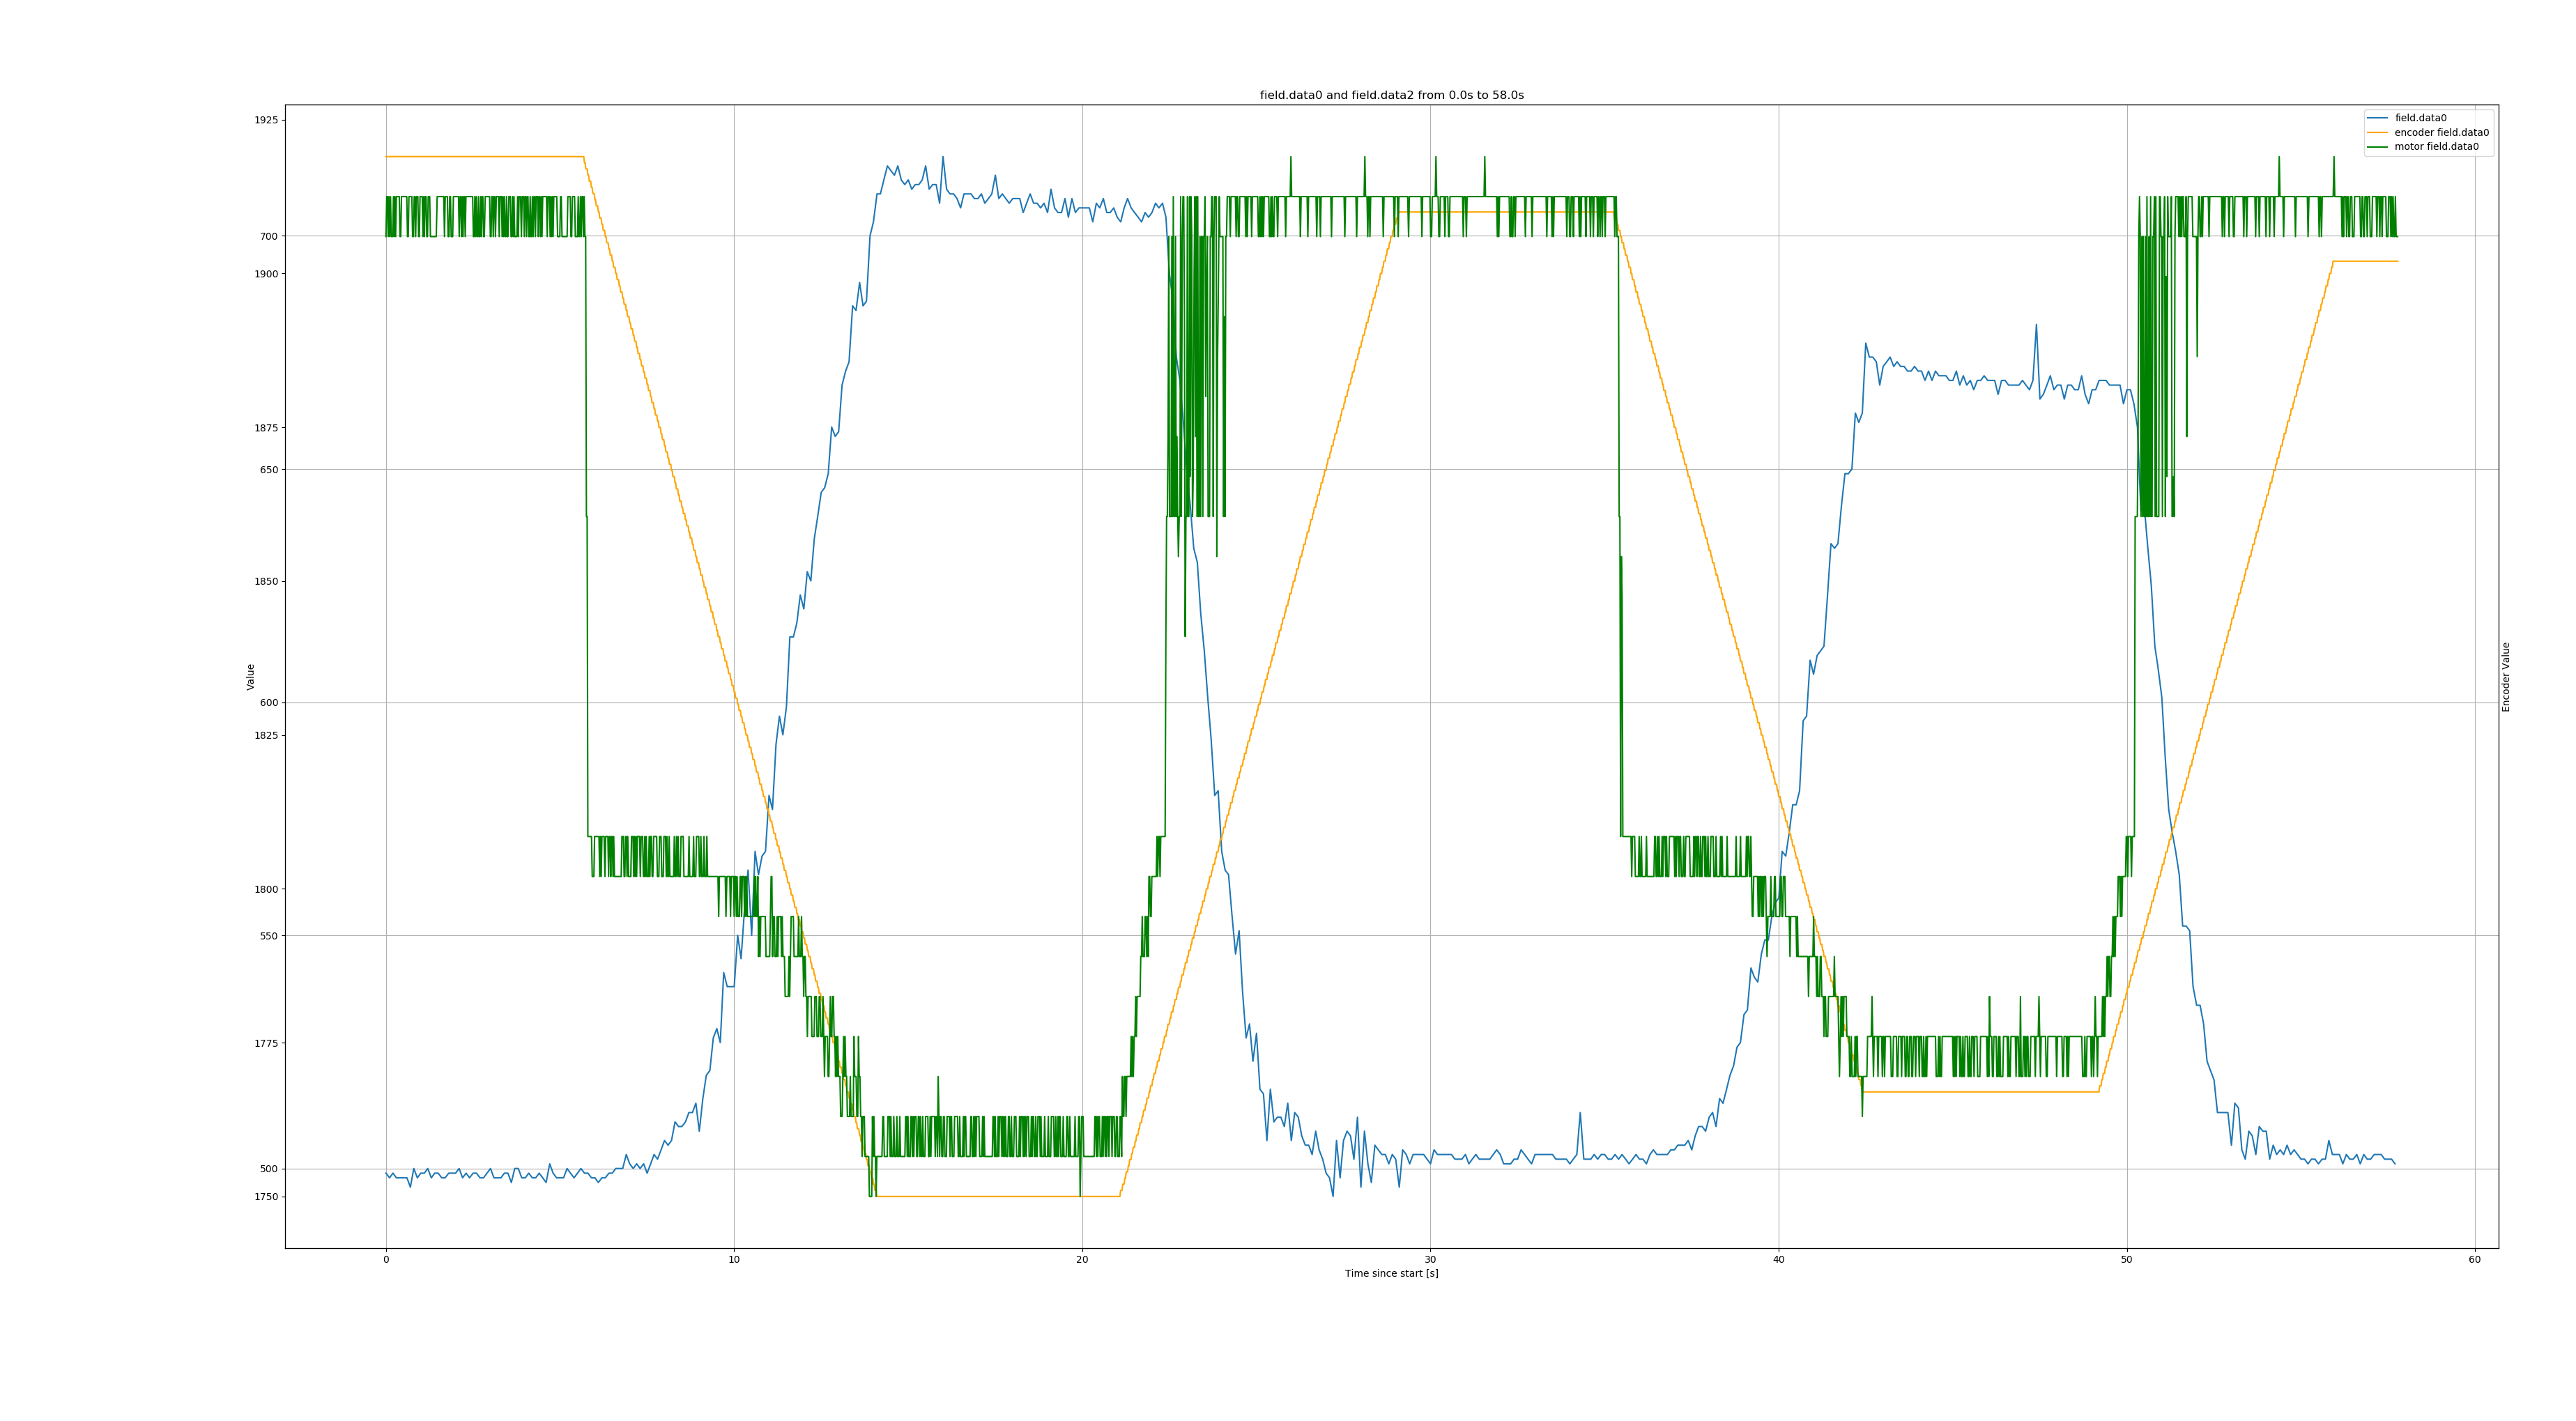 field.data0 and field.data2 from 0.0s to 58.0s
field.data0
encoder field.data0
motor field.data0
1925
700
1900
1875
650
1850
600
1825
1800
550
1775
500
1750
Value
Encoder Value
0 10 20 30 40 50 60
Time since start [s]